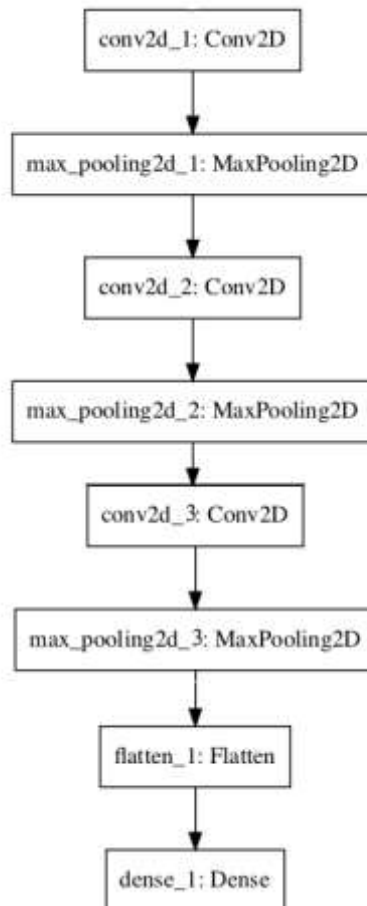 conv2d_1: Conv2D
max_pooling2d_1: MaxPooling2D
conv2d_2: Conv2D
max_pooling2d_2: MaxPooling2D
conv2d_3: Conv2D
max_pooling2d_3: MaxPooling2D
flatten_1: Flatten
dense_1: Dense